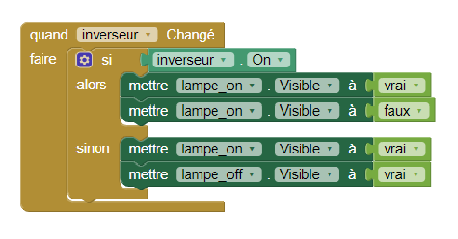 quand inverseur Changé
faire si inverseur . On
alors mettre lampe_on . Visible à vrai
mettre lampe_on . Visible à faux
sinon mettre lampe_on . Visible à vrai
mettre lampe_off . Visible à vrai